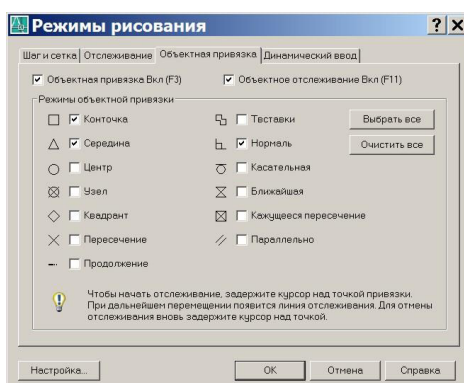 Режимы рисования
Шаг и сетка Отслеживание Объектная привязка Динамический ввод
Объектная привязка Вкл (F3) Объектное отслеживание Вкл (F11)
Режимы объектной привязки
Конточка Твставки Выбрать все
Середина Нормаль Очистить все
Центр Касательная
Узел Ближайшая
Квадрант Кажущееся пересечение
Пересечение Параллельно
Продолжение
Чтобы начать отслеживание, задержите курсор над точкой привязки.
При дальнейшем перемещении появится линия отслеживания. Для отмены
отслеживания вновь задержите курсор над точкой.
Настройка... OK Отмена Справка